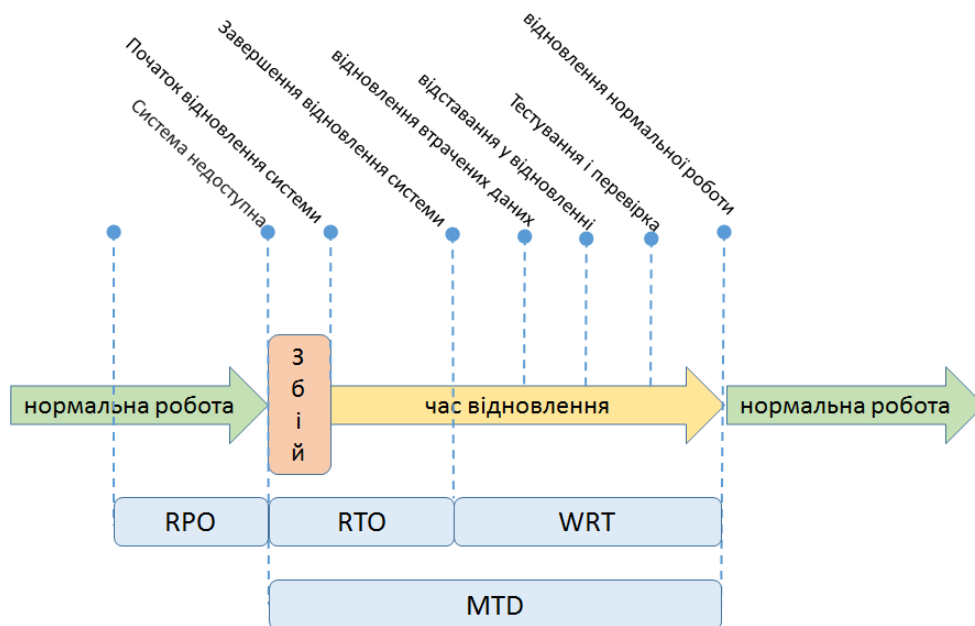 Система недоступна
Початок відновлення системи
Завершення відновлення системи
відновлення втрачених даних
відставання у відновленні
Тестування і перевірка
відновлення нормальної роботи
нормальна робота
Збій
час відновлення
нормальна робота
RPO
RTO
WRT
MTD